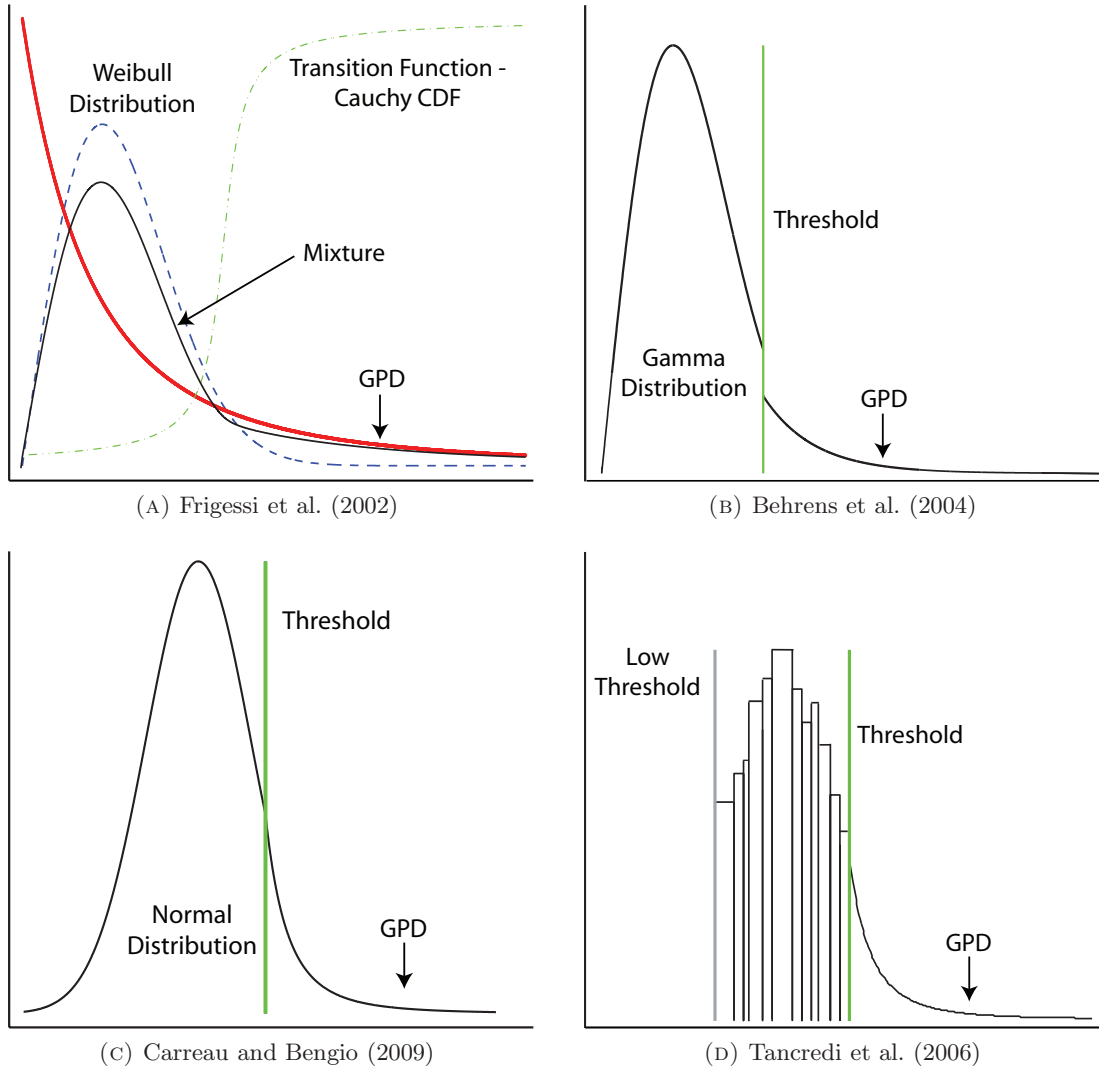 Weibull
Distribution
Transition Function -
Cauchy CDF
Mixture
GPD
(A) Frigessi et al. (2002)
Threshold
Gamma
Distribution
GPD
(B) Behrens et al. (2004)
Threshold
Normal
Distribution
GPD
(C) Carreau and Bengio (2009)
Low
Threshold
Threshold
GPD
(D) Tancredi et al. (2006)